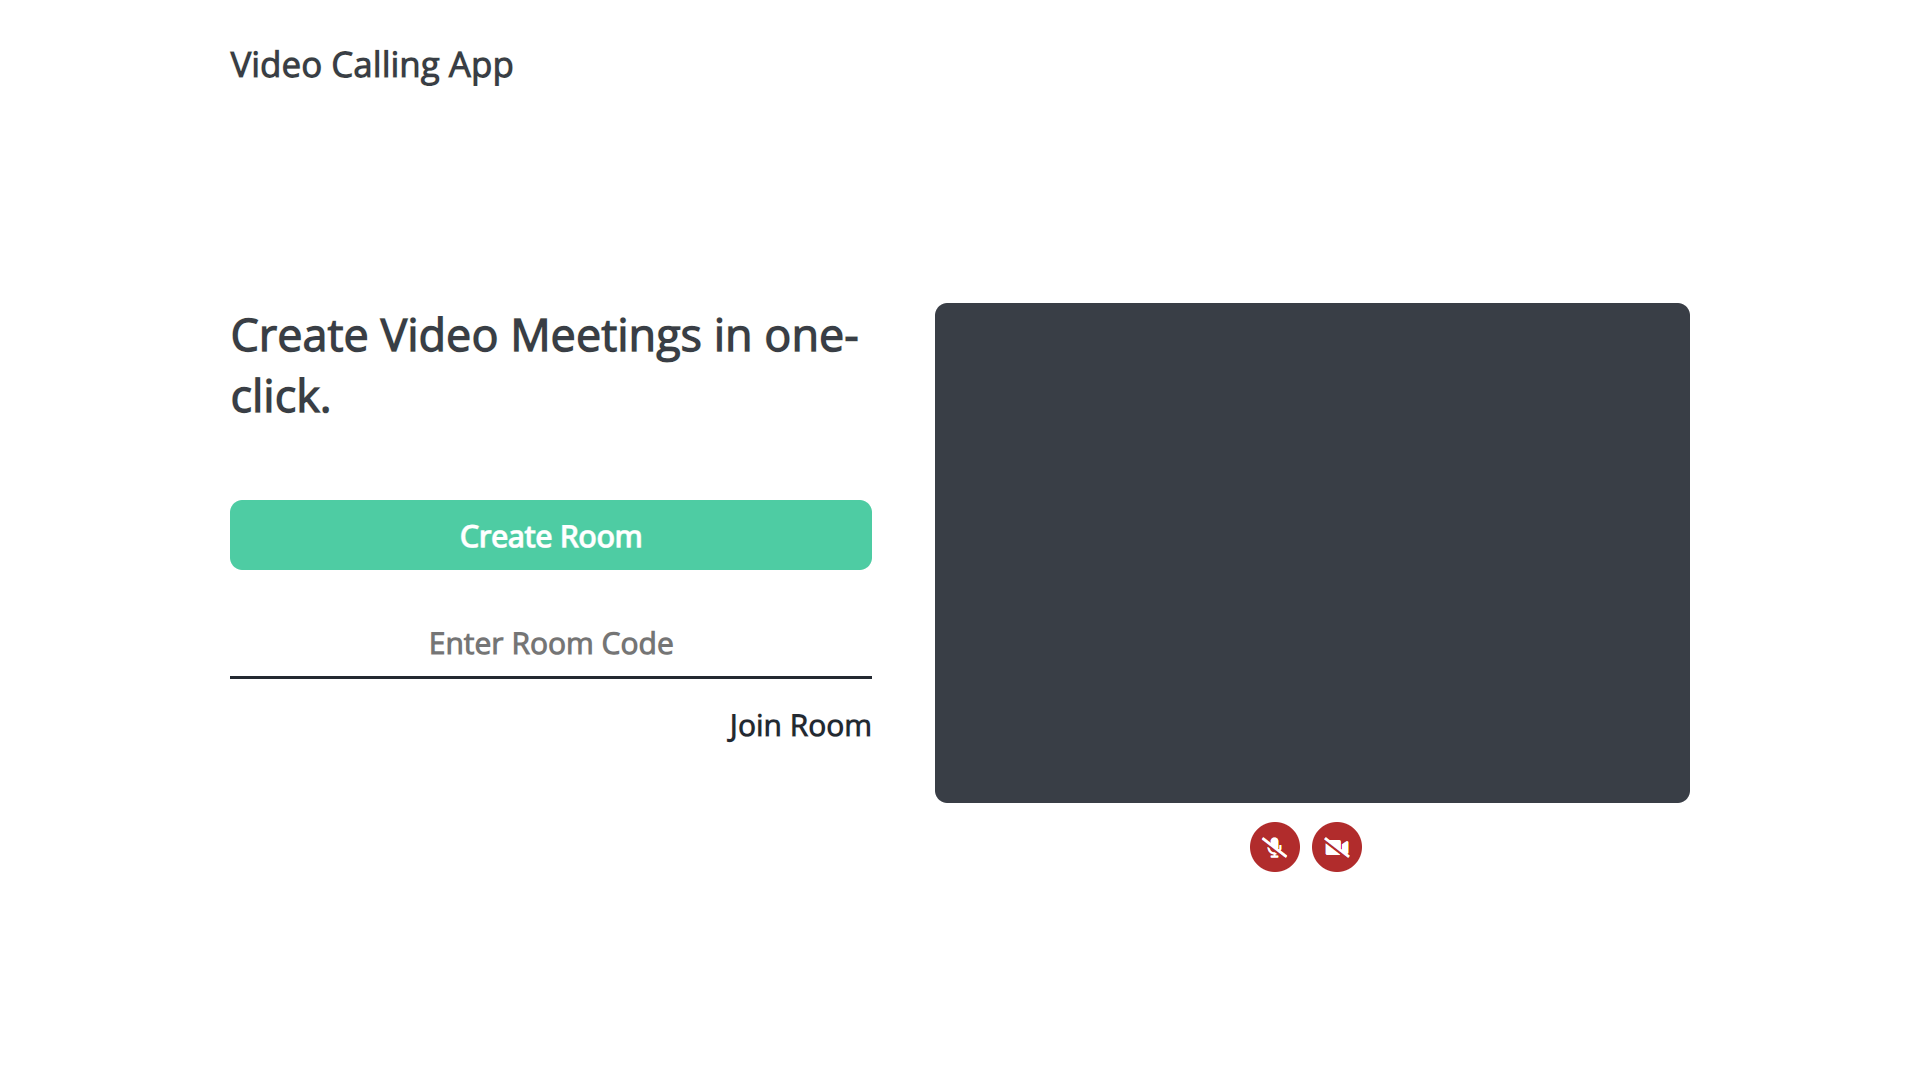 Video Calling App
Create Video Meetings in one-
click.
Create Room
Enter Room Code
Join Room